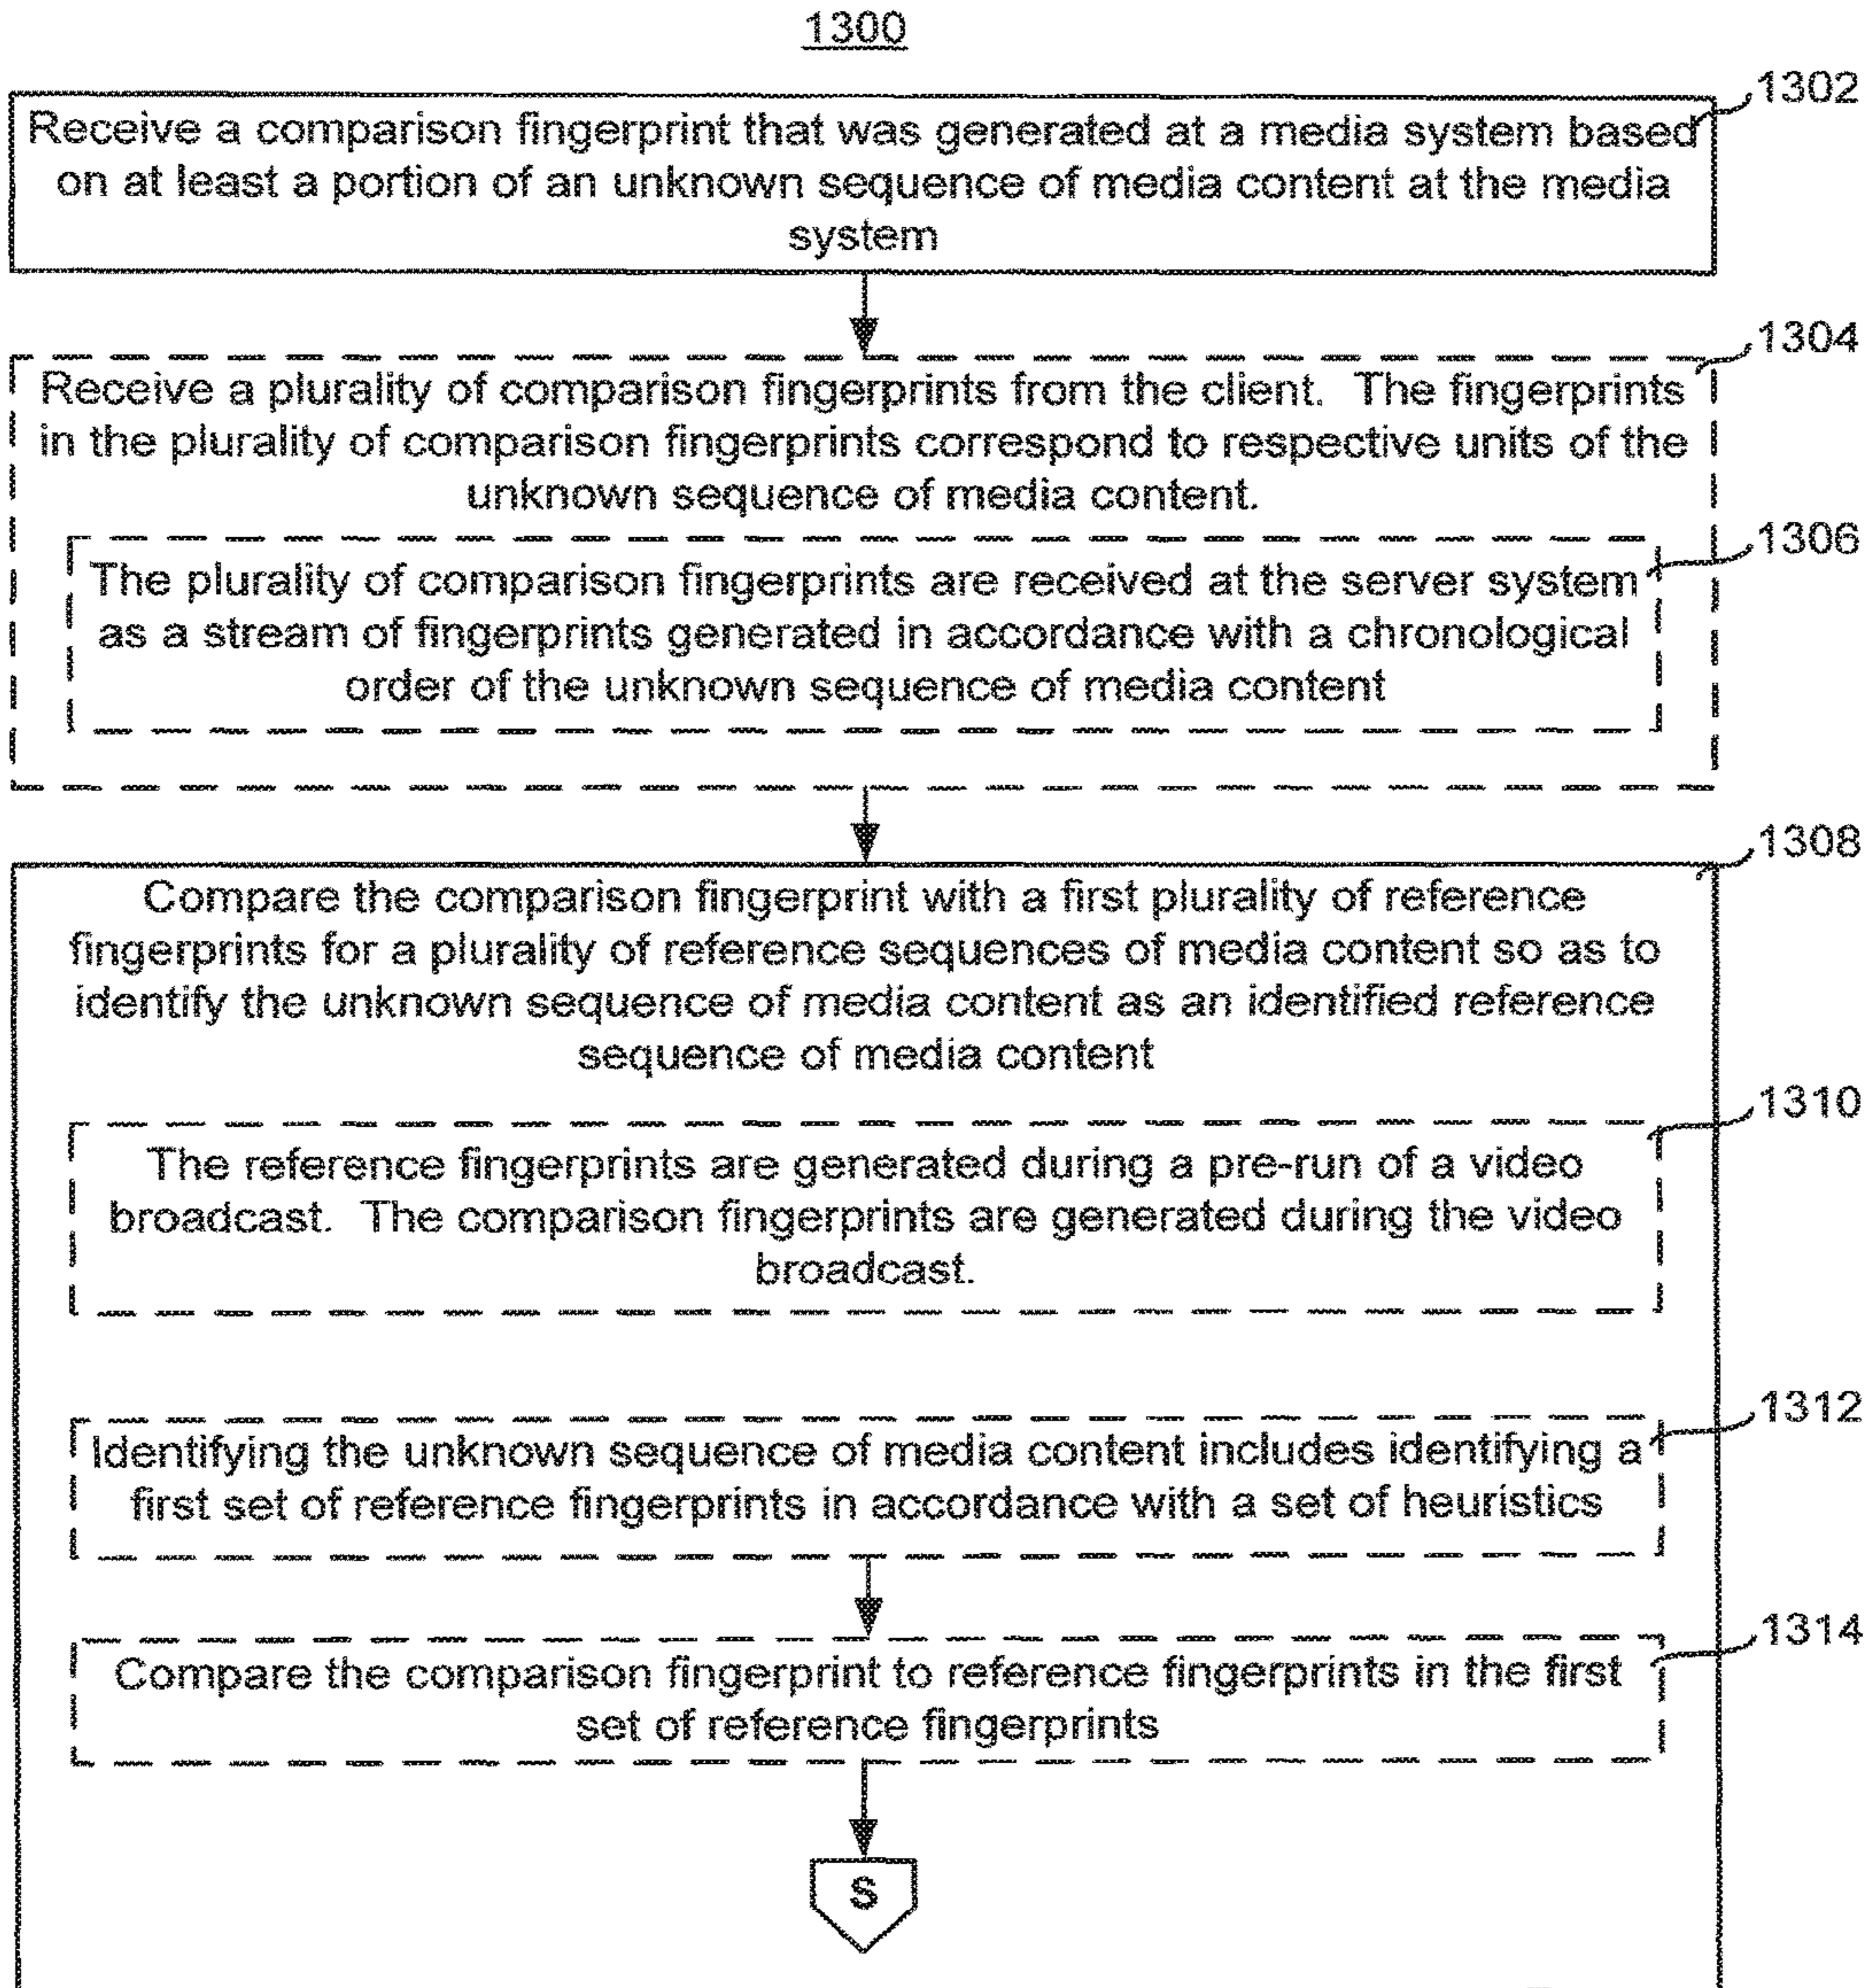 1300
1302
Receive a comparison fingerprint that was generated at a media system based
on at least a portion of an unknown sequence of media content at the media
system
1304
Receive a plurality of comparison fingerprints from the client. The fingerprints
in the plurality of comparison fingerprints correspond to respective units of the
unknown sequence of media content.
1306
The plurality of comparison fingerprints are received at the server system
as a stream of fingerprints generated in accordance with a chronological
order of the unknown sequence of media content
1308
Compare the comparison fingerprint with a first plurality of reference
fingerprints for a plurality of reference sequences of media content so as to
identify the unknown sequence of media content as an identified reference
sequence of media content
1310
The reference fingerprints are generated during a pre-run of a video
broadcast. The comparison fingerprints are generated during the video
broadcast.
1312
Identifying the unknown sequence of media content includes identifying a
first set of reference fingerprints in accordance with a set of heuristics
1314
Compare the comparison fingerprint to reference fingerprints in the first
set of reference fingerprints
S